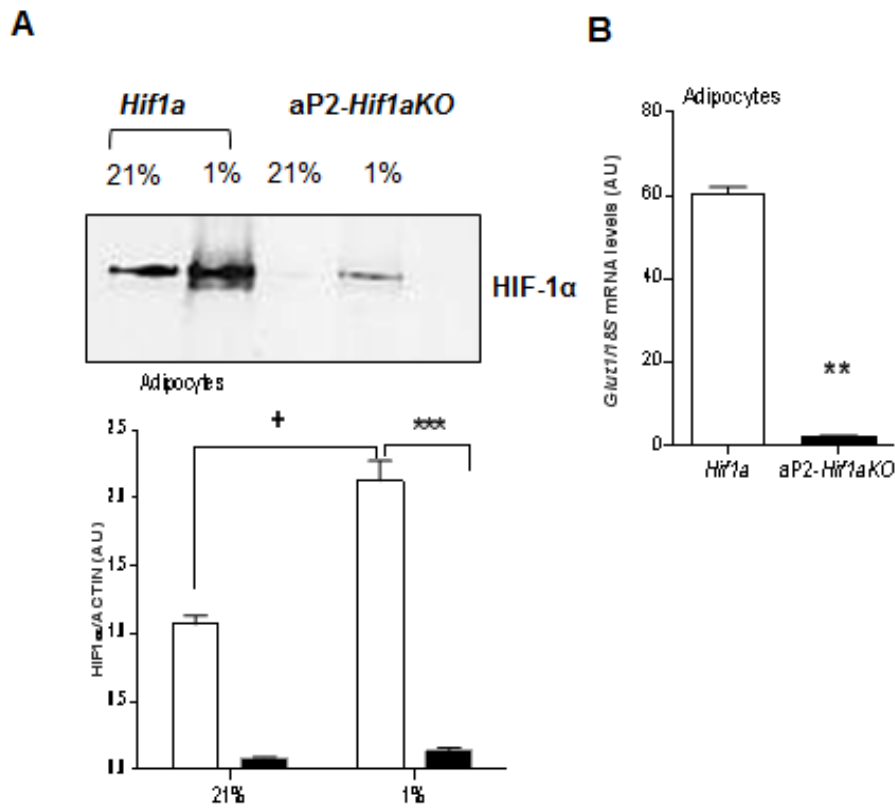 A
B
Hif1a
aP2-Hif1aKO
21%
1%
21%
1%
HIF-1α
Adipocytes
HIF1α/ACTIN (AU)
2.5
2.0
1.5
1.0
0.5
0.0
+
***
21%
1%
Adipocytes
Glut1/18S mRNA levels (AU)
80
60
40
20
0
**
Hif1a
aP2-Hif1aKO